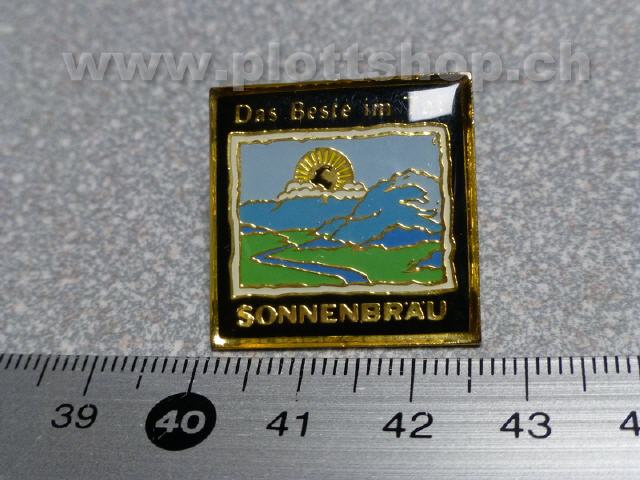 www.plottshop.ch
Das Beste im
SONNENBRÄU
39 40 41 42 43